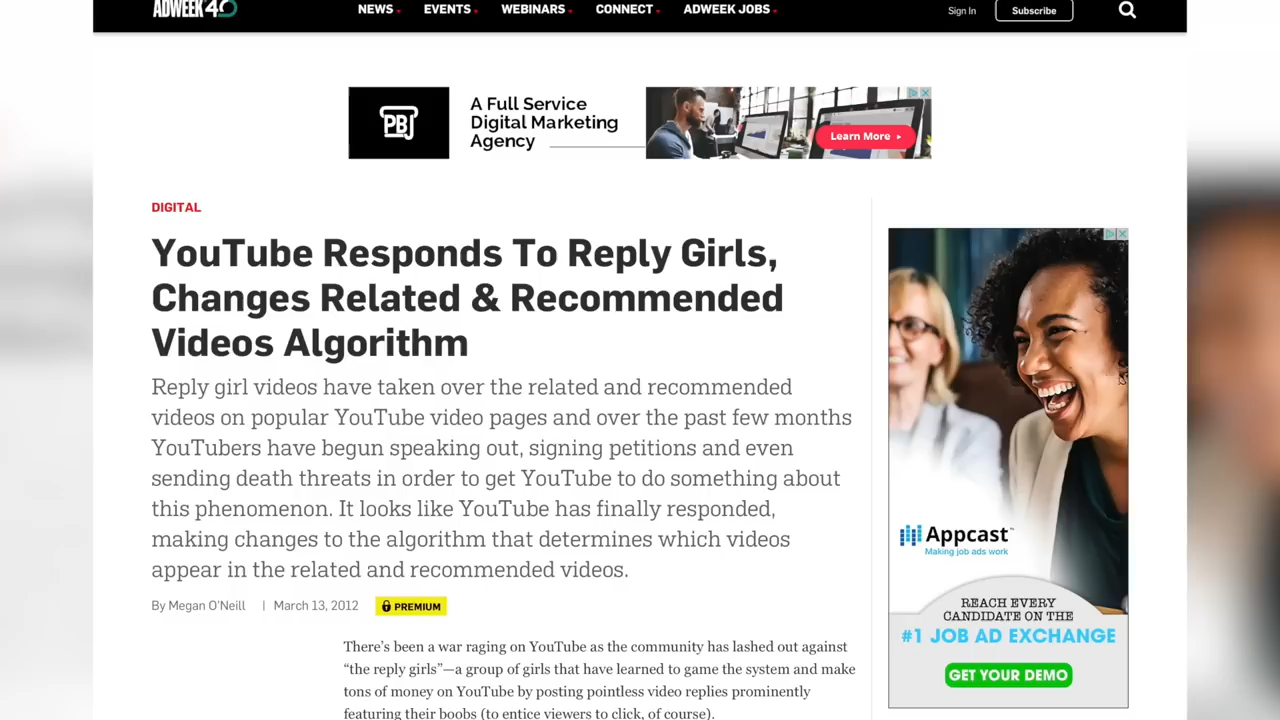 ADWEEK 40
NEWS EVENTS WEBINARS CONNECT ADWEEK JOBS Sign In Subscribe
PBJ
A Full Service
Digital Marketing
Agency
Learn More
DIGITAL
YouTube Responds To Reply Girls,
Changes Related & Recommended
Videos Algorithm
Reply girl videos have taken over the related and recommended
videos on popular YouTube video pages and over the past few months
YouTubers have begun speaking out, signing petitions and even
sending death threats in order to get YouTube to do something about
this phenomenon. It looks like YouTube has finally responded,
making changes to the algorithm that determines which videos
appear in the related and recommended videos.
By Megan O'Neill | March 13, 2012 PREMIUM
There's been a war raging on YouTube as the community has lashed out against
“the reply girls”—a group of girls that have learned to game the system and make
tons of money on YouTube by posting pointless video replies prominently
featuring their boobs (to entice viewers to click, of course).
Appcast™
Making job ads work
REACH EVERY
CANDIDATE ON THE
#1 JOB AD EXCHANGE
GET YOUR DEMO